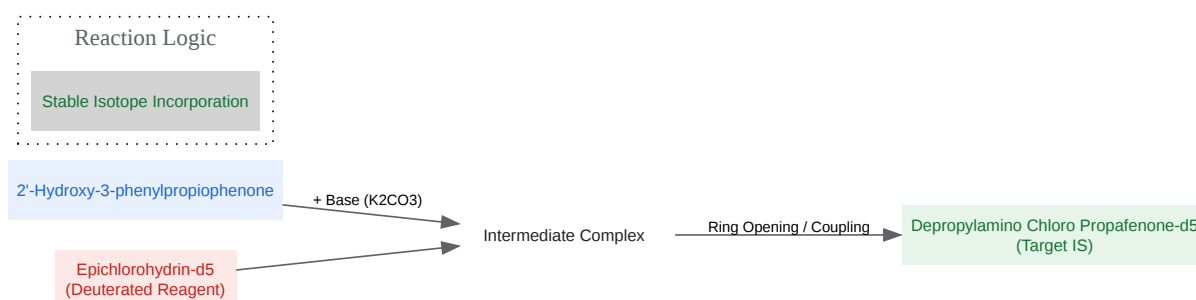 Reaction Logic
Stable Isotope Incorporation
2'-Hydroxy-3-phenylpropiophenone
+ Base (K2CO3)
Epichlorohydrin-d5
(Deuterated Reagent)
Intermediate Complex
Ring Opening / Coupling
Depropylamino Chloro Propafenone-d5
(Target IS)